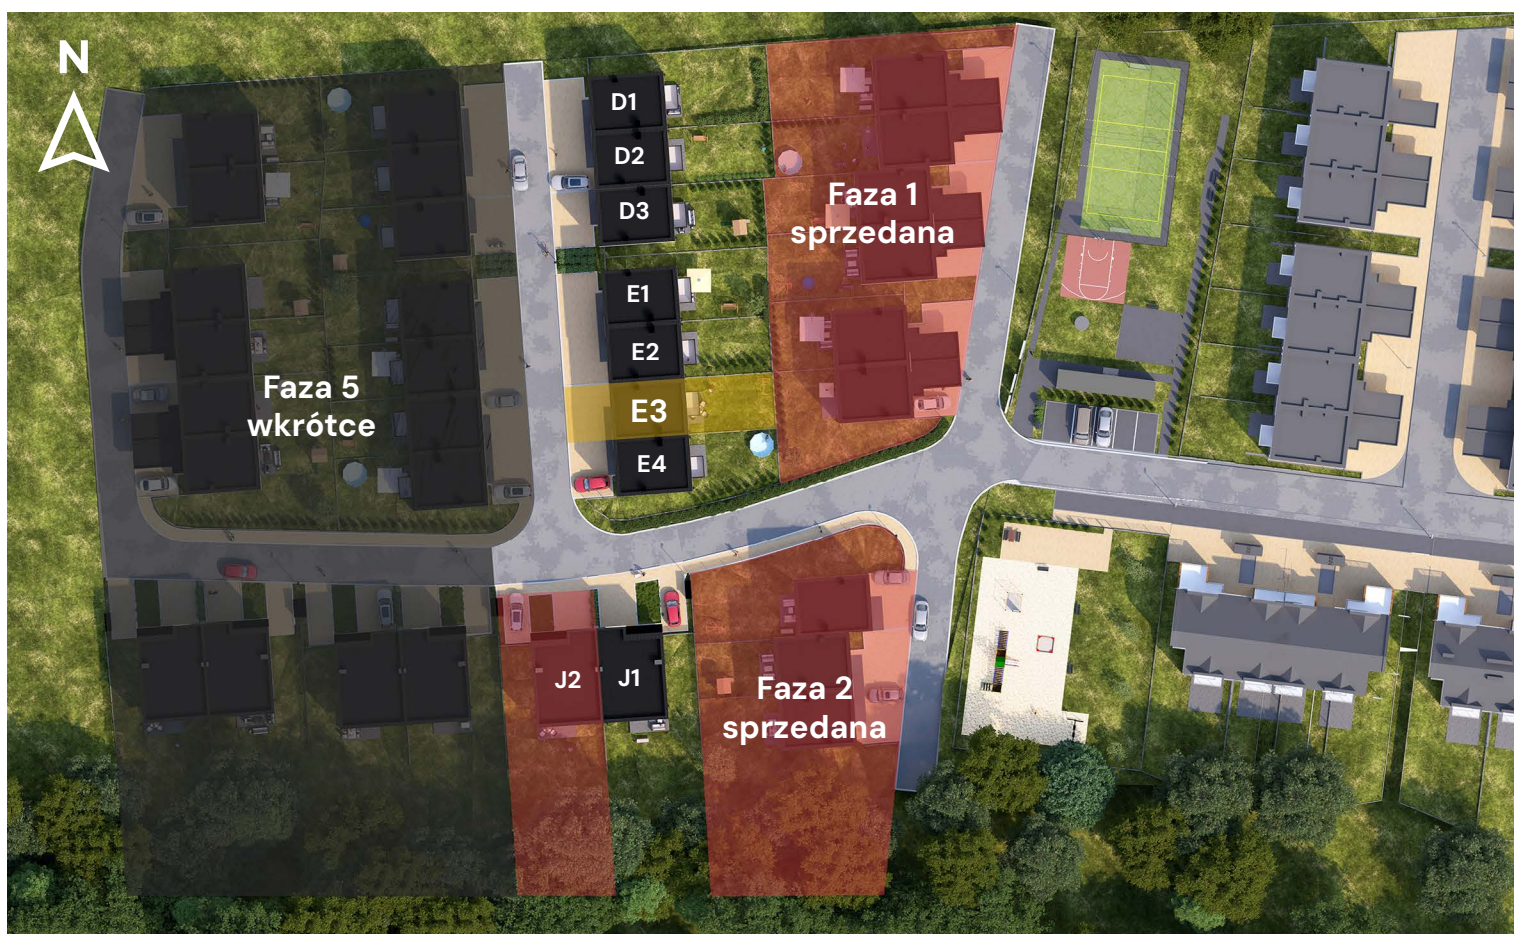 N
D1
D2
D3
Faza 1
sprzedana
E1
E2
E3
E4
Faza 5
wkrótce
J2
J1
Faza 2
sprzedana